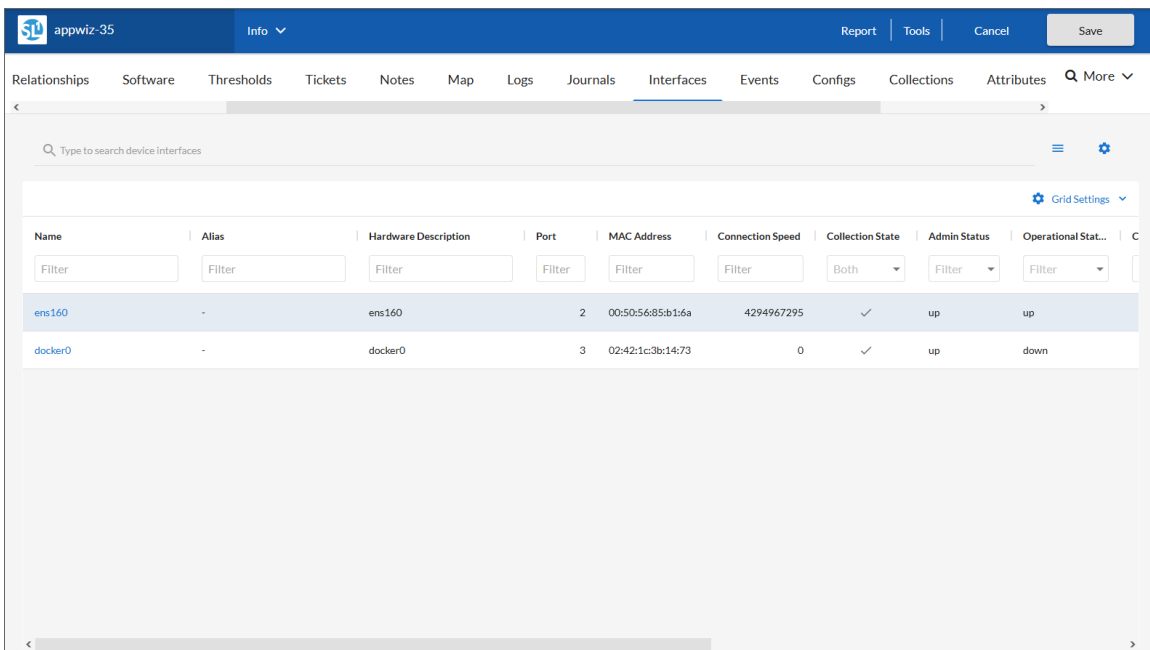 SL1 appwiz-35 Info Report Tools Cancel Save
Relationships Software Thresholds Tickets Notes Map Logs Journals Interfaces Events Configs Collections Attributes More
Type to search device interfaces
Grid Settings
Name Alias Hardware Description Port MAC Address Connection Speed Collection State Admin Status Operational Stat... C
Filter Filter Filter Filter Filter Filter Both Filter Filter
ens160 - ens160 2 00:50:56:85:b1:6a 4294967295 up up
docker0 - docker0 3 02:42:1c:3b:14:73 0 up down